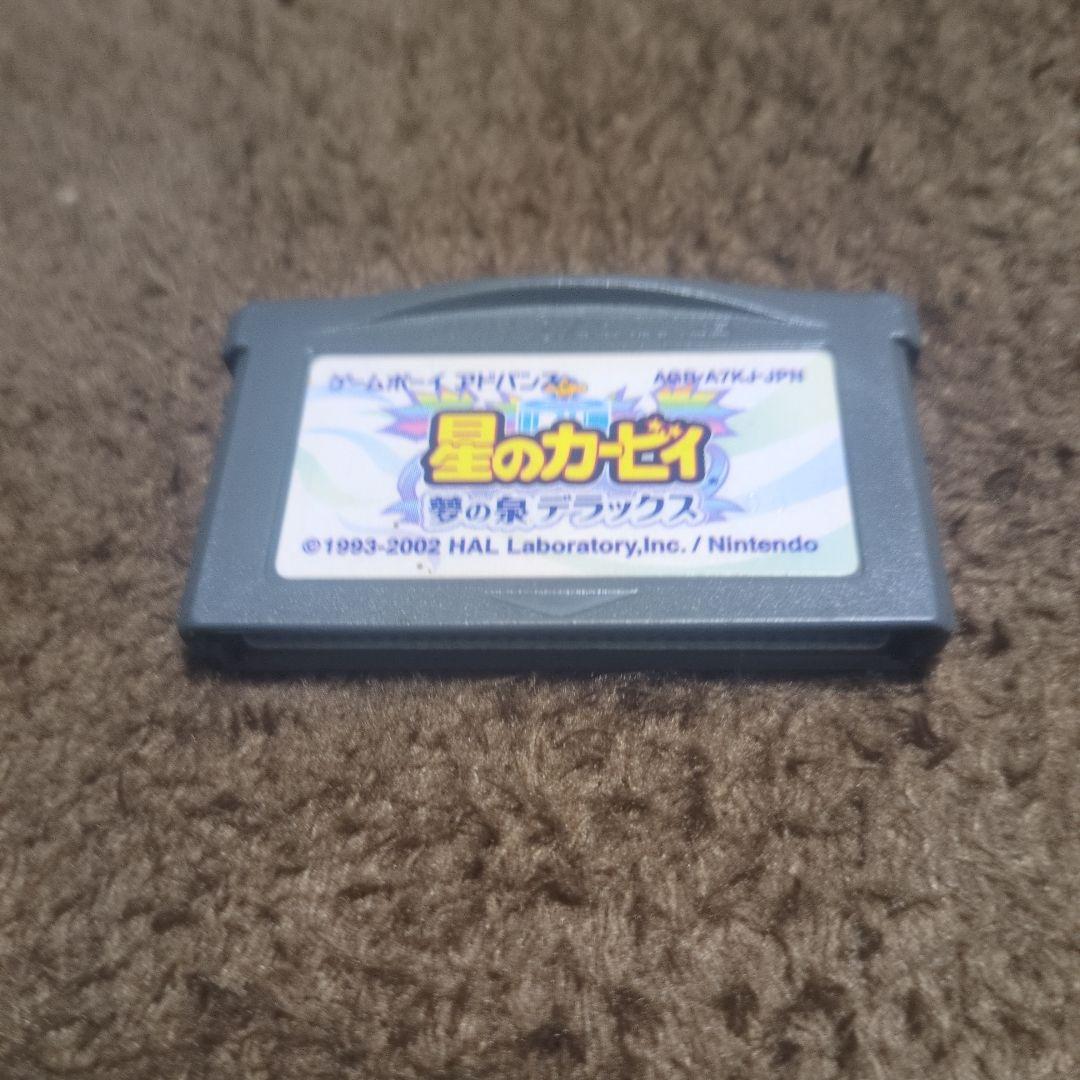 ゲームボーイ アドバンス AGB-A7KJ-JPN
星のカービィ
夢の泉デラックス
©1993-2002 HAL Laboratory,Inc. / Nintendo